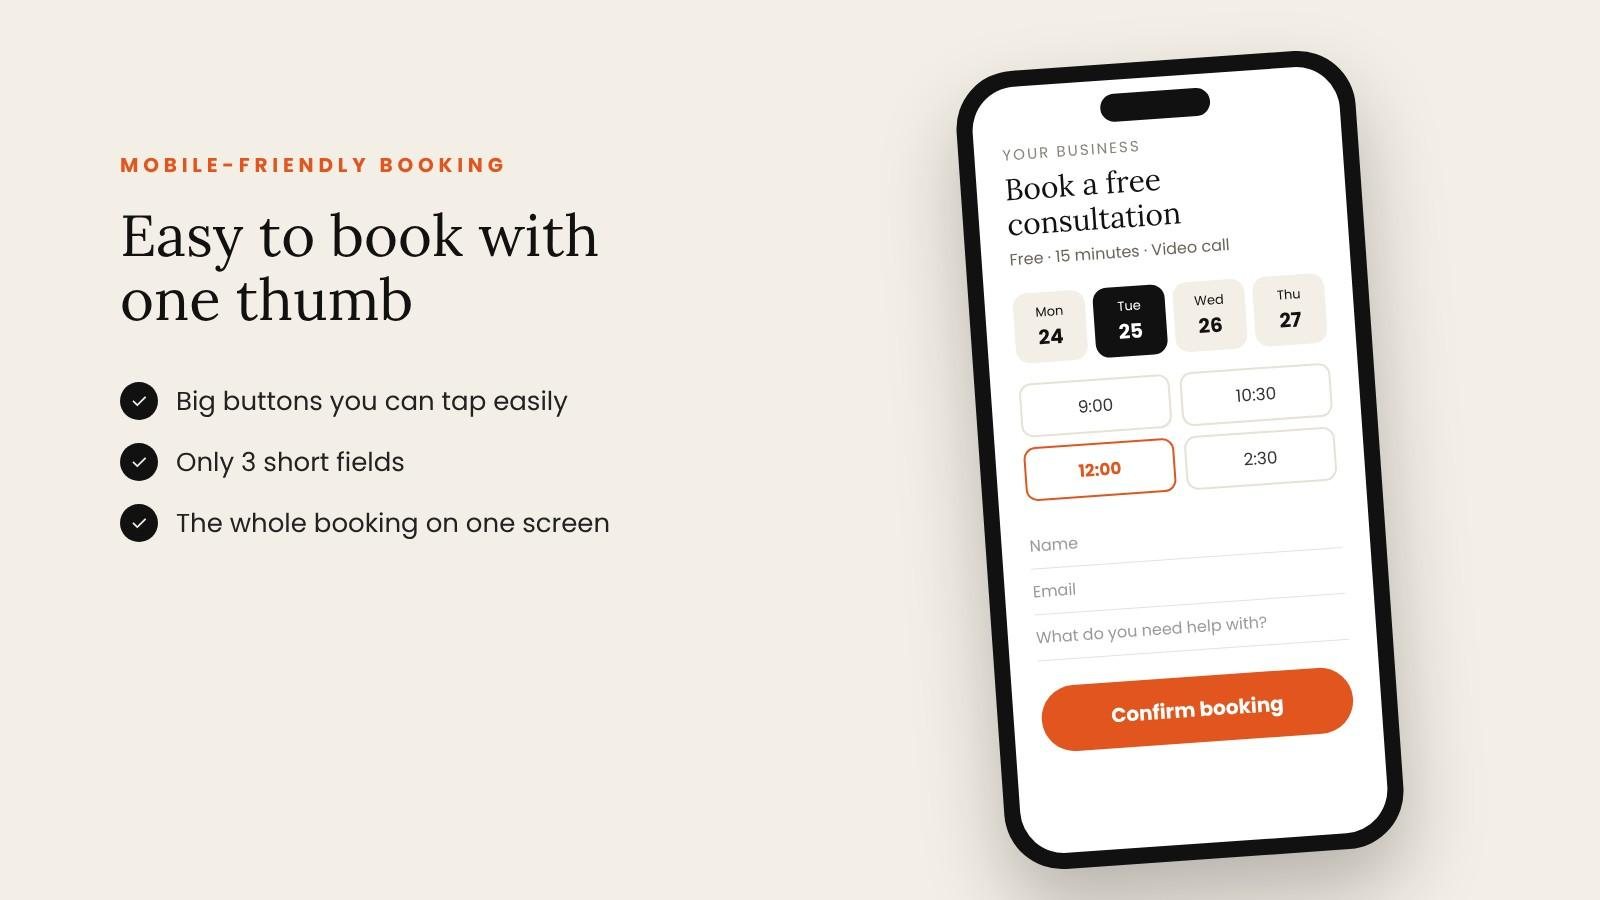 MOBILE-FRIENDLY BOOKING
Easy to book with
one thumb
Big buttons you can tap easily
Only 3 short fields
The whole booking on one screen
YOUR BUSINESS
Book a free
consultation
Free · 15 minutes · Video call
Mon Tue Wed Thu
24 25 26 27
9:00 10:30
12:00 2:30
Name
Email
What do you need help with?
Confirm booking